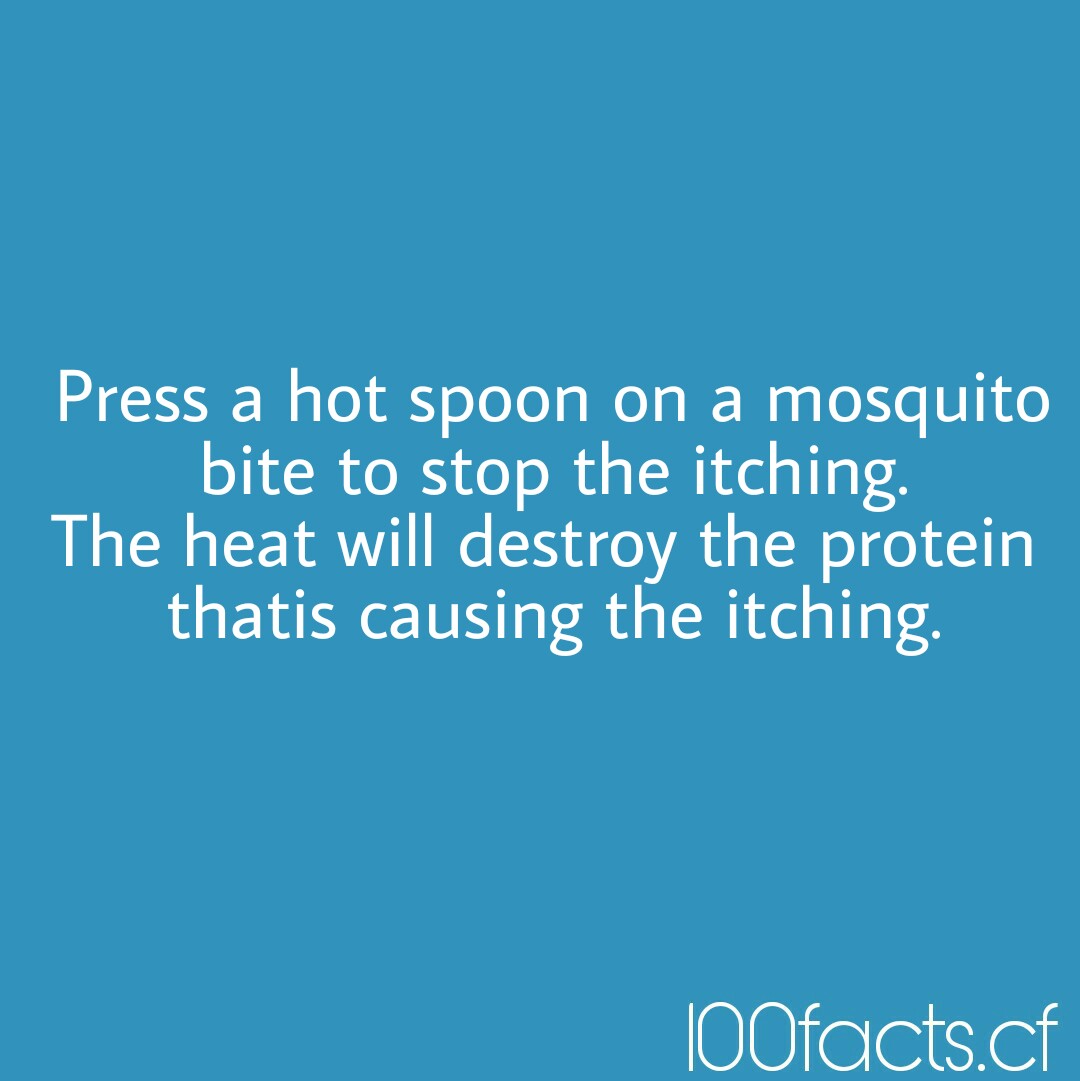 Press a hot spoon on a mosquito
bite to stop the itching.
The heat will destroy the protein
thatis causing the itching.
100facts.cf